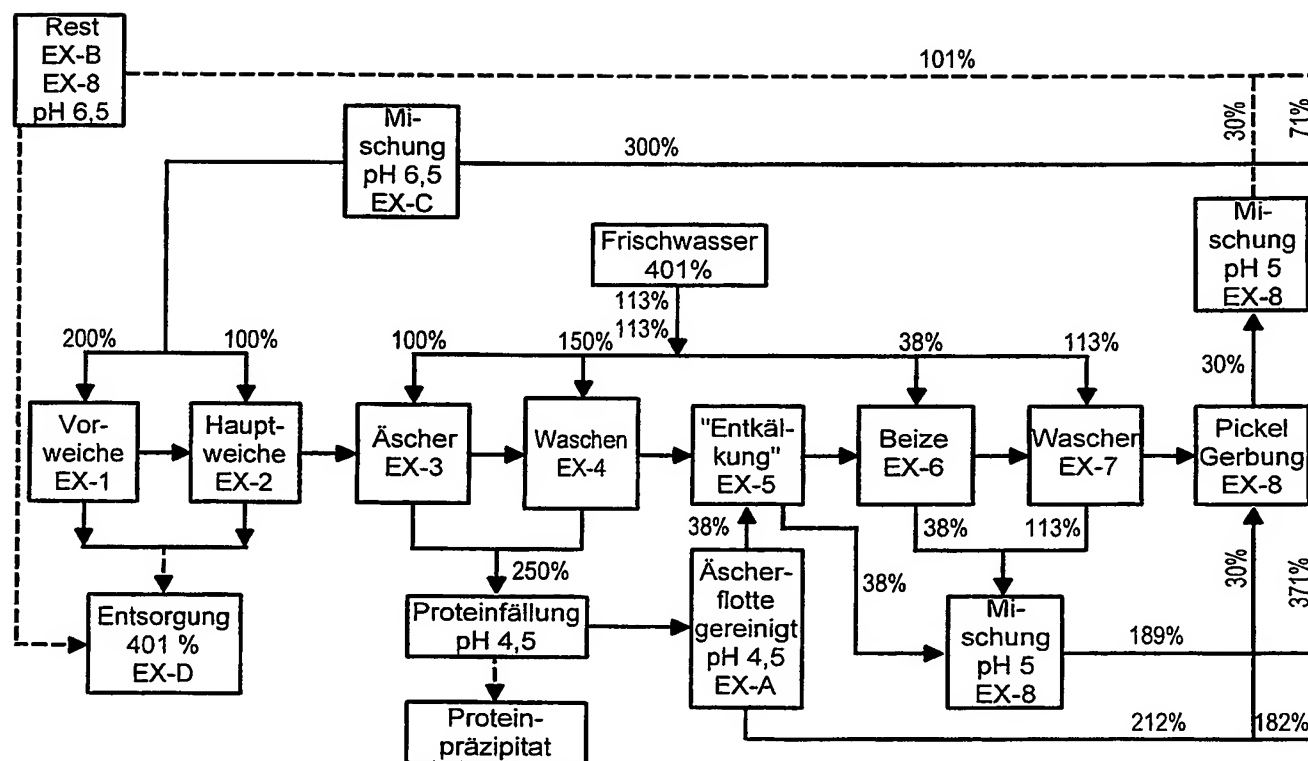 Rest
EX-B
EX-8
pH 6,5
101%
30%
71%
Mi-
schung
pH 6,5
EX-C
300%
Frischwasser
401%
113%
113%
Mi-
schung
pH 5
EX-8
200%
100%
100%
150%
38%
113%
30%
Vor-
weiche
EX-1
Haupt-
weiche
EX-2
Äscher
EX-3
Waschen
EX-4
"Entkäl-
kung"
EX-5
Beize
EX-6
Wascher
EX-7
Pickel
Gerbung
EX-8
250%
38%
38%
38%
113%
30%
371%
Entsorgung
401 %
EX-D
Proteinfällung
pH 4,5
Äscher-
flotte
gereinigt
pH 4,5
EX-A
Mi-
schung
pH 5
EX-8
189%
212%
182%
Protein-
präzipitat